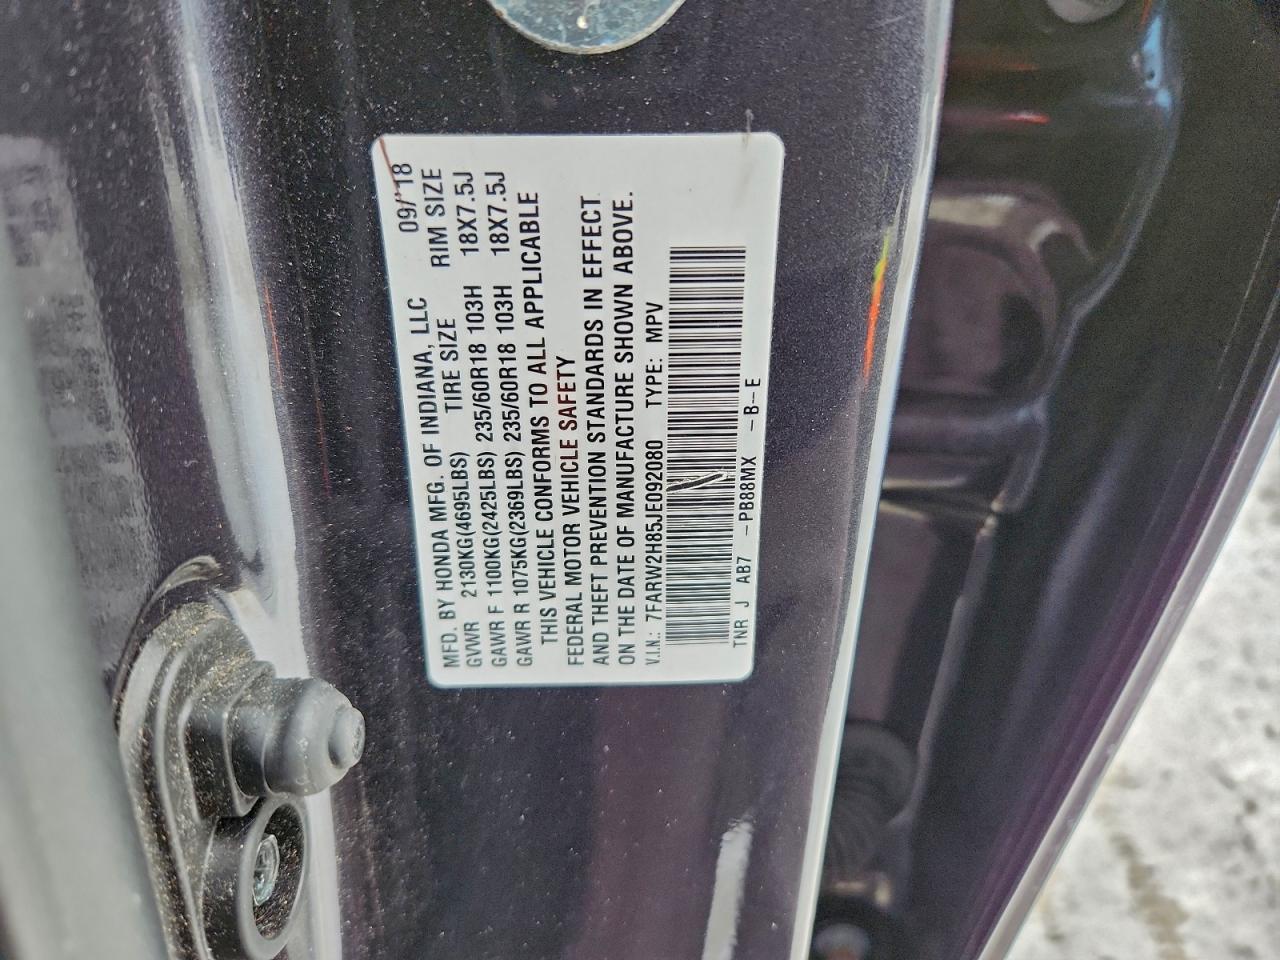 MFD. BY HONDA MFG. OF INDIANA, LLC 09/'18
GVWR 2130KG(4695LBS) TIRE SIZE RIM SIZE
GAWR F 1100KG(2425LBS) 235/60R18 103H 18X7.5J
GAWR R 1075KG(2369LBS) 235/60R18 103H 18X7.5J
THIS VEHICLE CONFORMS TO ALL APPLICABLE
FEDERAL MOTOR VEHICLE SAFETY
AND THEFT PREVENTION STANDARDS IN EFFECT
ON THE DATE OF MANUFACTURE SHOWN ABOVE.
V.I.N.: 7FARW2H85JE092080 TYPE: MPV
TNR J AB7 -PB88MX -B-E